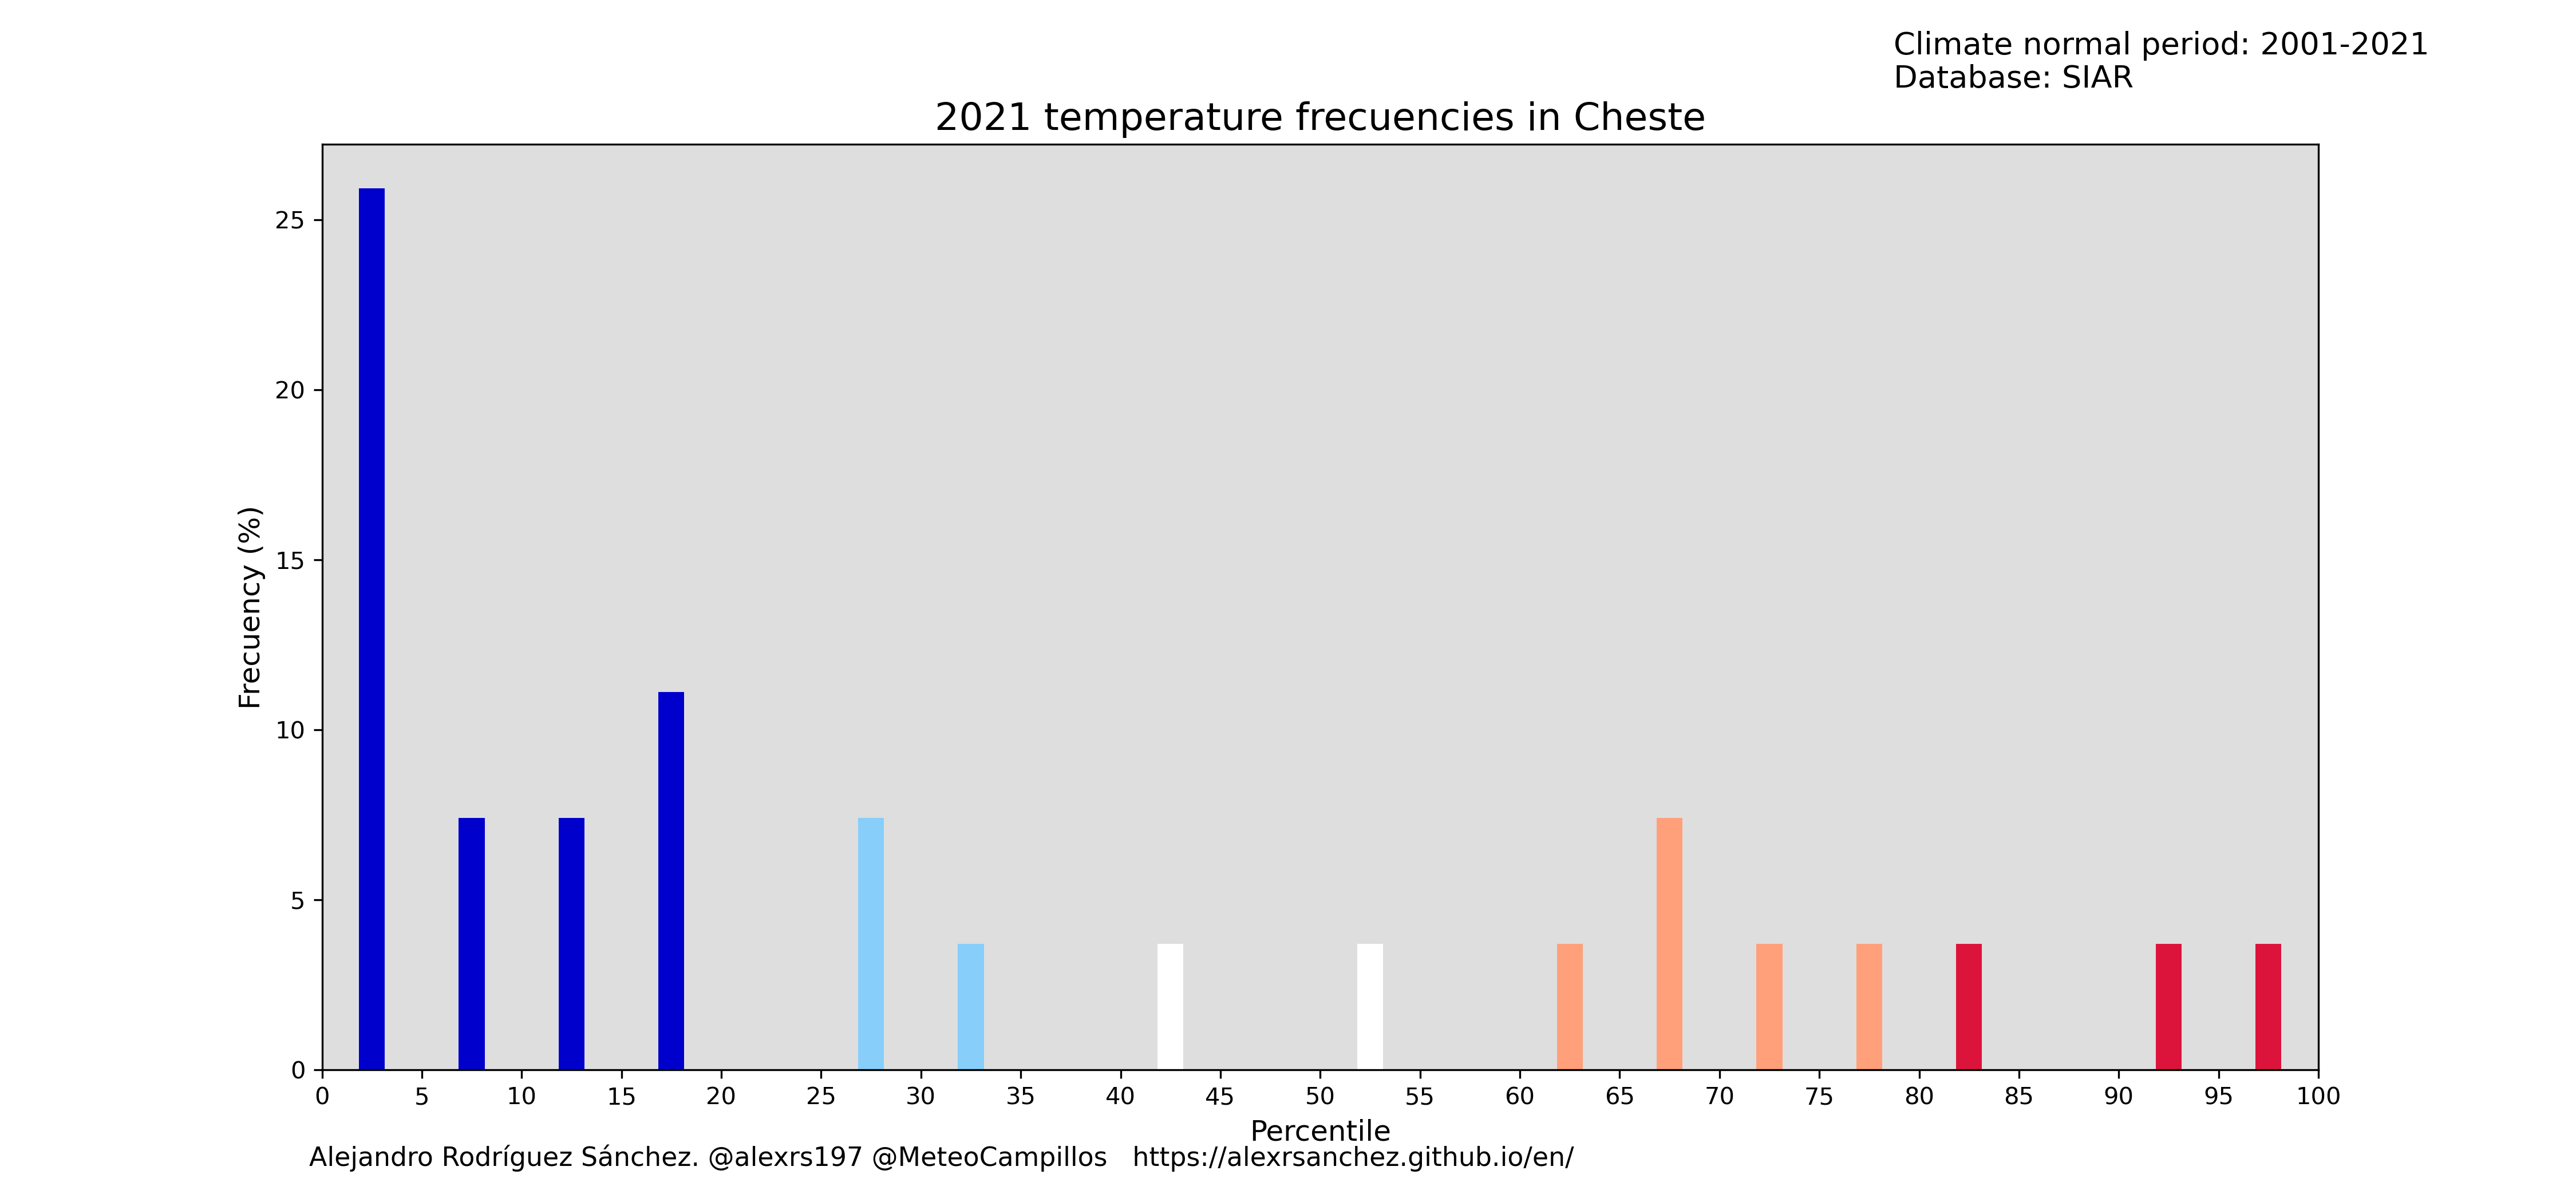 Climate normal period: 2001-2021
Database: SIAR
2021 temperature frecuencies in Cheste
Frecuency (%)
25
20
15
10
5
0
0 5 10 15 20 25 30 35 40 45 50 55 60 65 70 75 80 85 90 95 100
Percentile
Alejandro Rodríguez Sánchez. @alexrs197 @MeteoCampillos https://alexrsanchez.github.io/en/